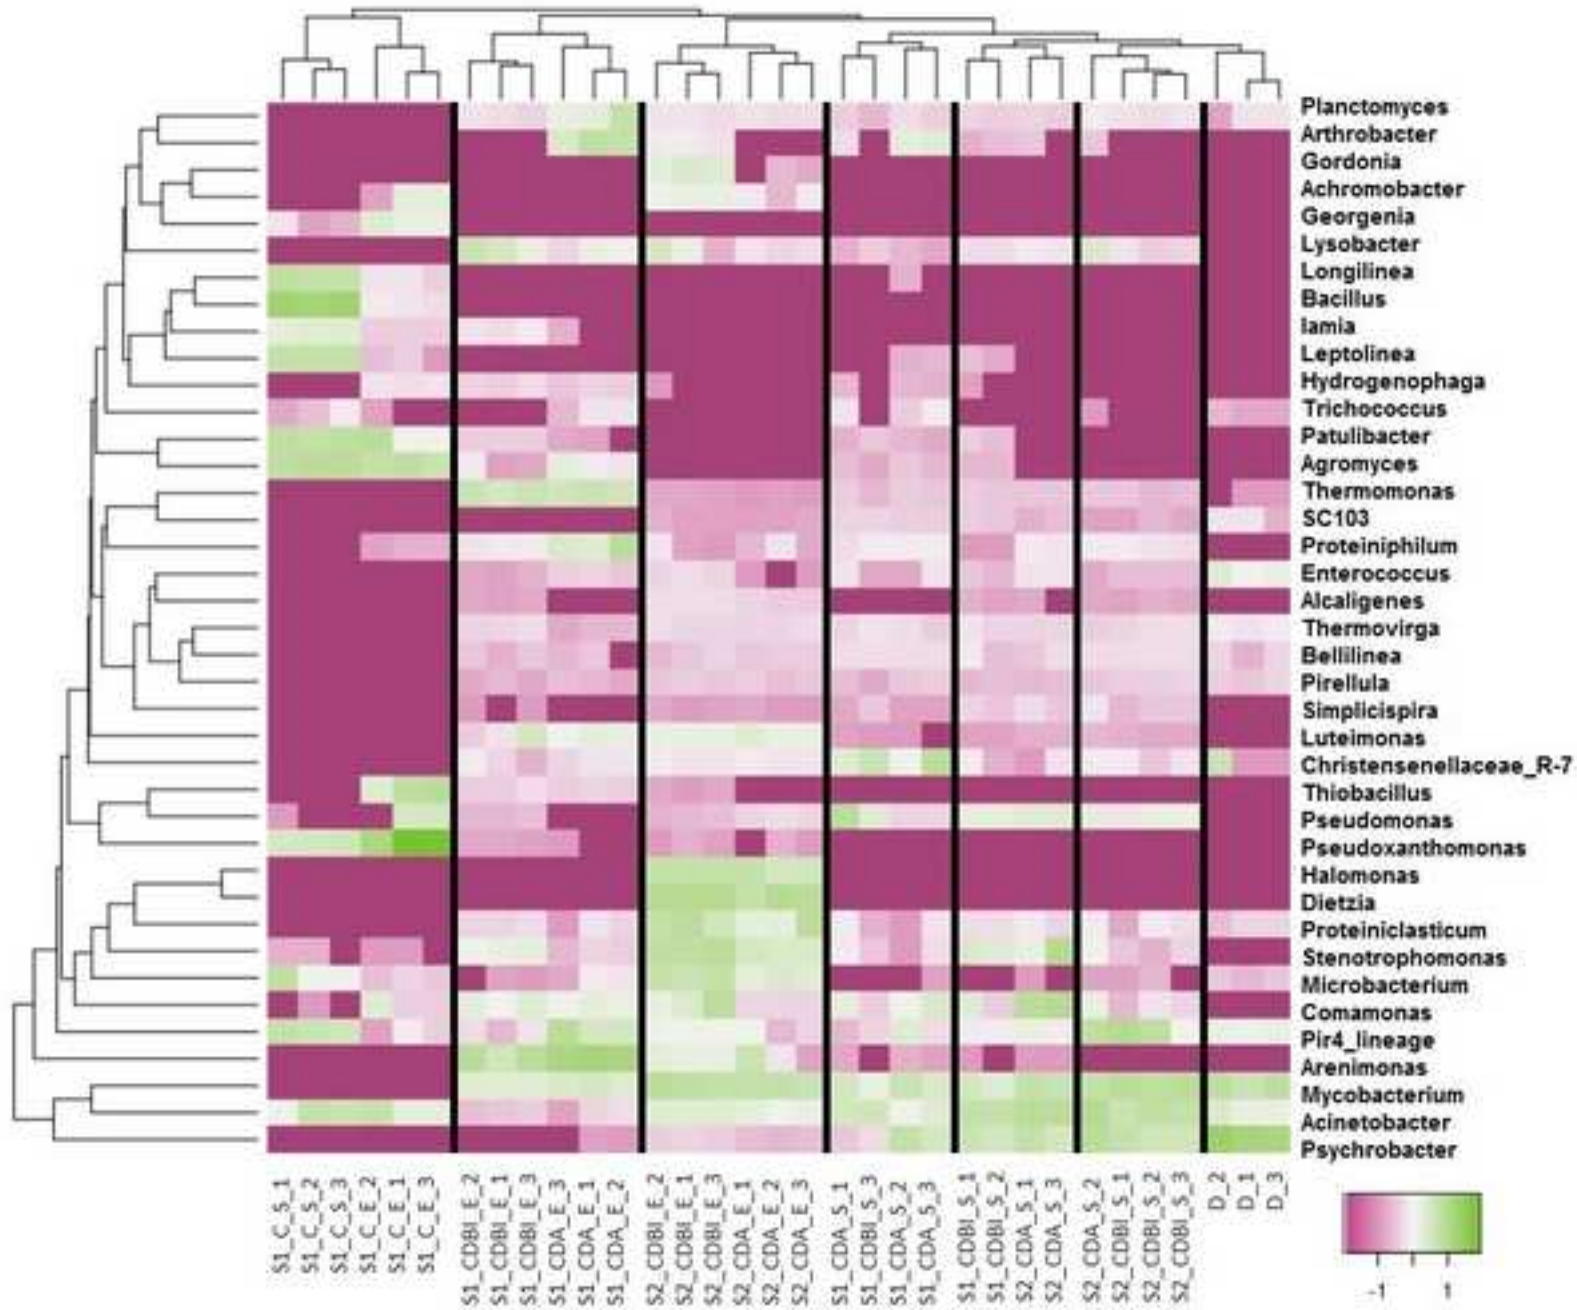 Planctomyces
Arthrobacter
Gordonia
Achromobacter
Georgenia
Lysobacter
Longilinea
Bacillus
Iamia
Leptolinea
Hydrogenophaga
Trichococcus
Patulibacter
Agromyces
Thermomonas
SC103
Proteiniphilum
Enterococcus
Alcaligenes
Thermovirga
Bellilinea
Pirellula
Simplicispira
Luteimonas
Christensenellaceae_R-7
Thiobacillus
Pseudomonas
Pseudoxanthomonas
Halomonas
Dietzia
Proteiniclasticum
Stenotrophomonas
Microbacterium
Comamonas
Pir4_lineage
Arenimonas
Mycobacterium
Acinetobacter
Psychrobacter
S1_C_S_1
S1_C_S_2
S1_C_S_3
S1_C_E_2
S1_C_E_1
S1_C_E_3
S1_CDBI_E_2
S1_CDBI_E_1
S1_CDBI_E_3
S1_CDA_E_3
S1_CDA_E_1
S1_CDA_E_2
S2_CDBI_E_2
S2_CDBI_E_1
S2_CDBI_E_3
S2_CDA_E_1
S2_CDA_E_2
S2_CDA_E_3
S1_CDA_S_1
S1_CDBI_S_3
S1_CDA_S_2
S1_CDA_S_3
S1_CDBI_S_1
S1_CDBI_S_2
S2_CDA_S_1
S2_CDA_S_3
S2_CDA_S_2
S2_CDBI_S_1
S2_CDBI_S_2
S2_CDBI_S_3
D_2
D_1
D_3
-1 1